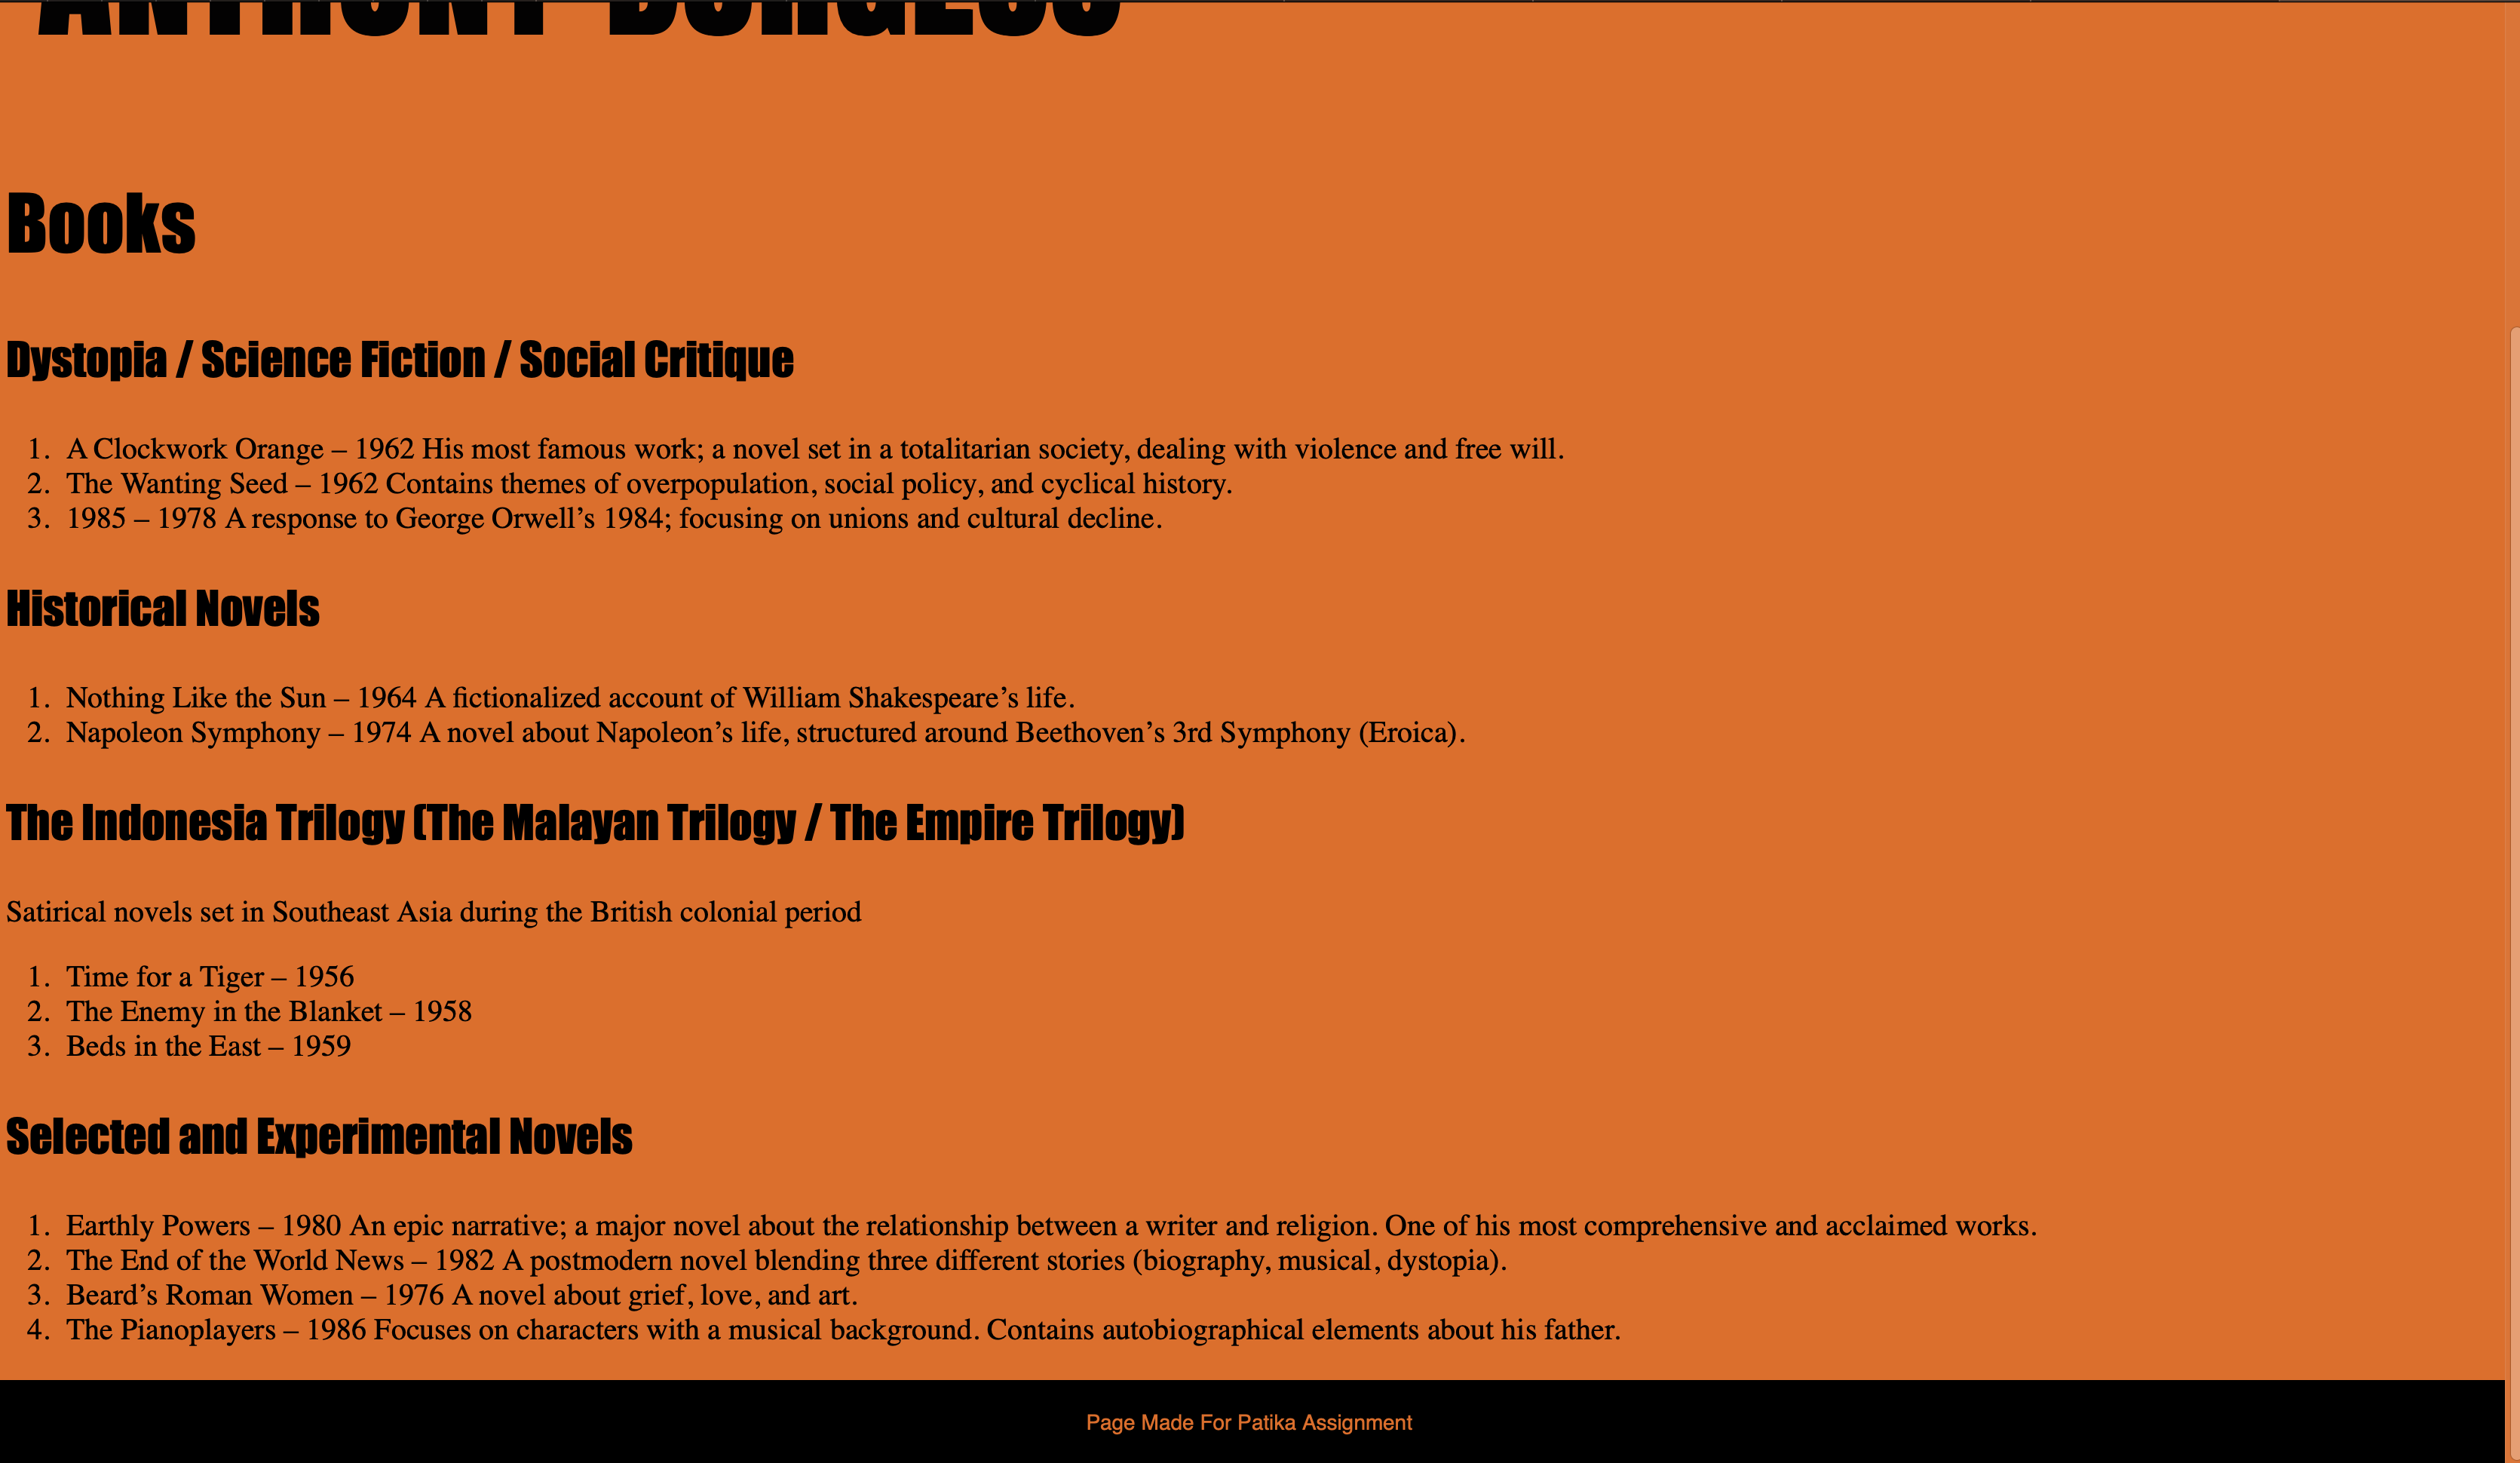 ANTHONY BURGESS
Books
Dystopia / Science Fiction / Social Critique
1. A Clockwork Orange – 1962 His most famous work; a novel set in a totalitarian society, dealing with violence and free will.
2. The Wanting Seed – 1962 Contains themes of overpopulation, social policy, and cyclical history.
3. 1985 – 1978 A response to George Orwell’s 1984; focusing on unions and cultural decline.
Historical Novels
1. Nothing Like the Sun – 1964 A fictionalized account of William Shakespeare’s life.
2. Napoleon Symphony – 1974 A novel about Napoleon’s life, structured around Beethoven’s 3rd Symphony (Eroica).
The Indonesia Trilogy (The Malayan Trilogy / The Empire Trilogy)
Satirical novels set in Southeast Asia during the British colonial period
1. Time for a Tiger – 1956
2. The Enemy in the Blanket – 1958
3. Beds in the East – 1959
Selected and Experimental Novels
1. Earthly Powers – 1980 An epic narrative; a major novel about the relationship between a writer and religion. One of his most comprehensive and acclaimed works.
2. The End of the World News – 1982 A postmodern novel blending three different stories (biography, musical, dystopia).
3. Beard’s Roman Women – 1976 A novel about grief, love, and art.
4. The Pianoplayers – 1986 Focuses on characters with a musical background. Contains autobiographical elements about his father.
Page Made For Patika Assignment